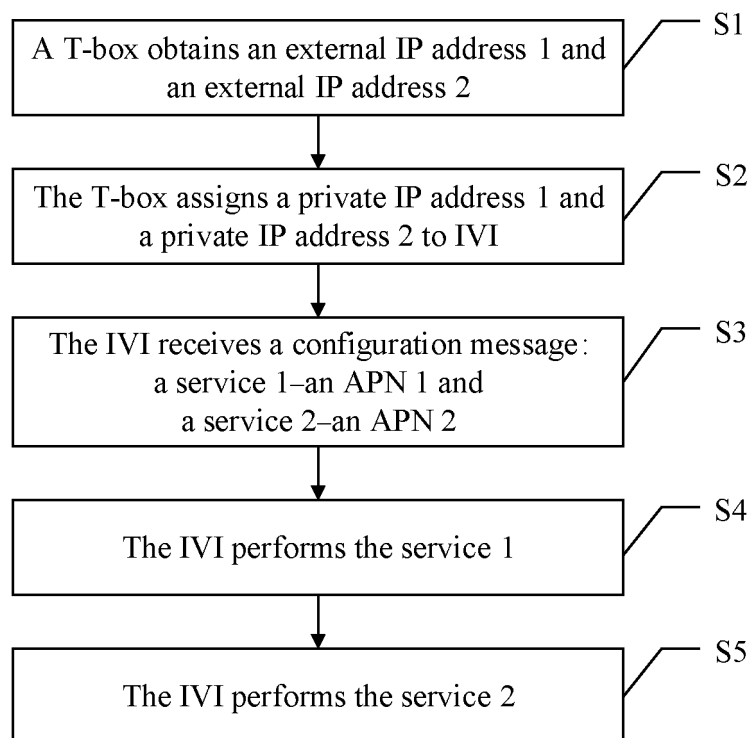 S1
A T-box obtains an external IP address 1 and
an external IP address 2
S2
The T-box assigns a private IP address 1 and
a private IP address 2 to IVI
S3
The IVI receives a configuration message:
a service 1–an APN 1 and
a service 2–an APN 2
S4
The IVI performs the service 1
S5
The IVI performs the service 2